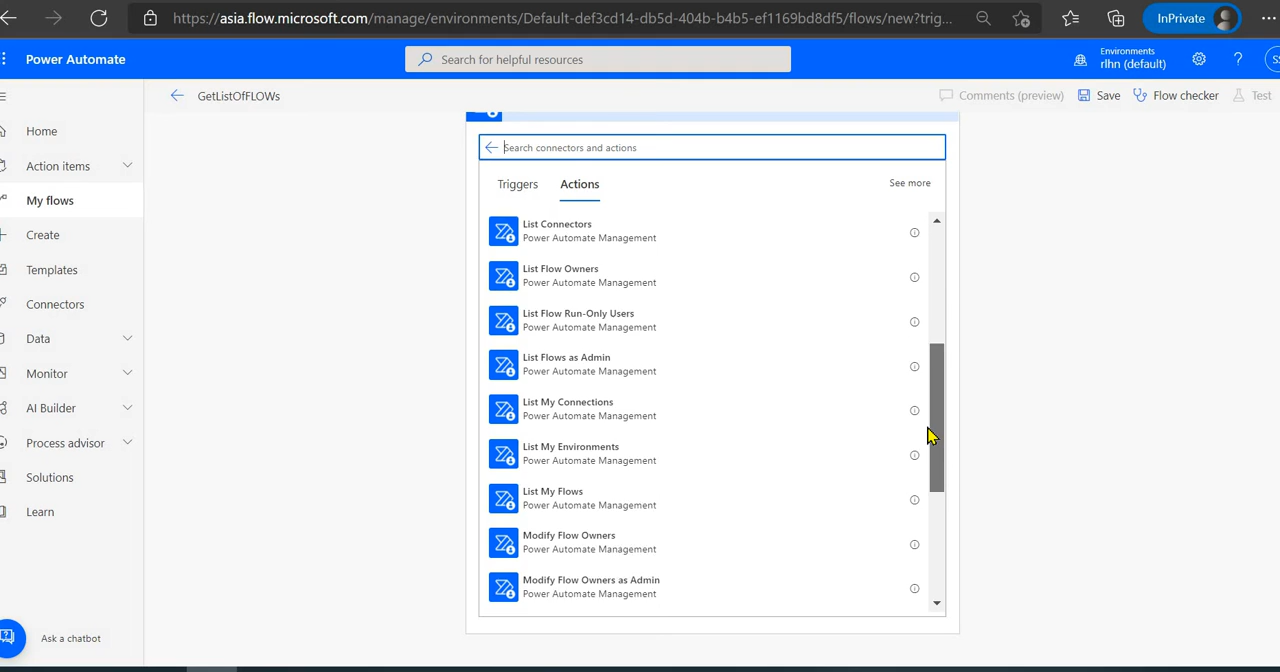 https://asia.flow.microsoft.com/manage/environments/Default-def3cd14-db5d-404b-b4b5-ef1169bd8df5/flows/new?trig...
InPrivate
Power Automate
Search for helpful resources
Environments
rlhn (default)
GetListOfFLOWs
Comments (preview)
Save
Flow checker
Test
Home
Action items
My flows
Create
Templates
Connectors
Data
Monitor
AI Builder
Process advisor
Solutions
Learn
Ask a chatbot
Search connectors and actions
Triggers
Actions
See more
List Connectors
Power Automate Management
List Flow Owners
Power Automate Management
List Flow Run-Only Users
Power Automate Management
List Flows as Admin
Power Automate Management
List My Connections
Power Automate Management
List My Environments
Power Automate Management
List My Flows
Power Automate Management
Modify Flow Owners
Power Automate Management
Modify Flow Owners as Admin
Power Automate Management